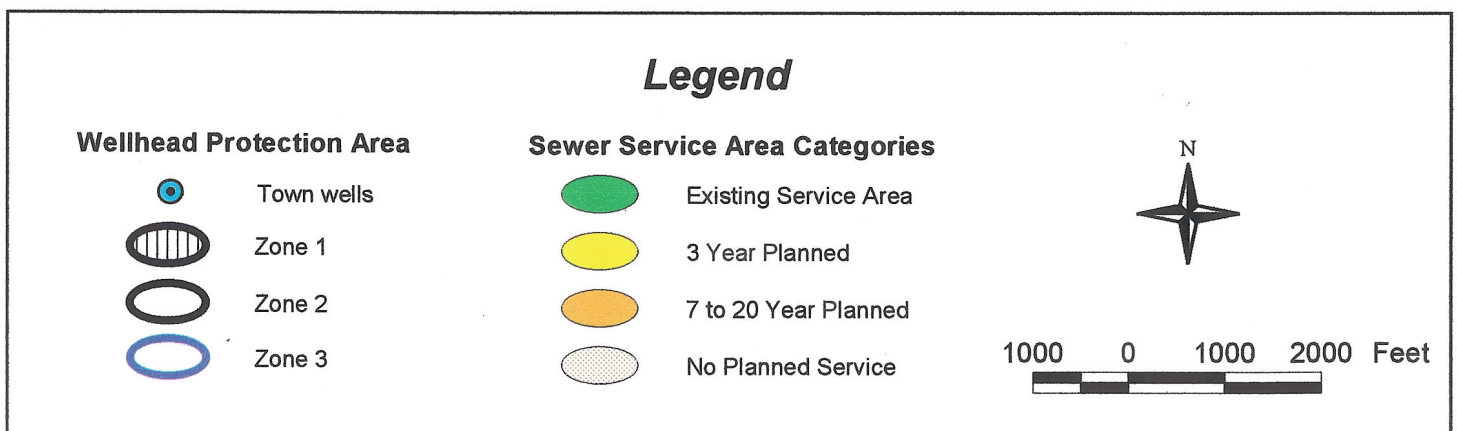 Legend
Wellhead Protection Area
Town wells
Zone 1
Zone 2
Zone 3
Sewer Service Area Categories
Existing Service Area
3 Year Planned
7 to 20 Year Planned
No Planned Service
N
1000 0 1000 2000 Feet